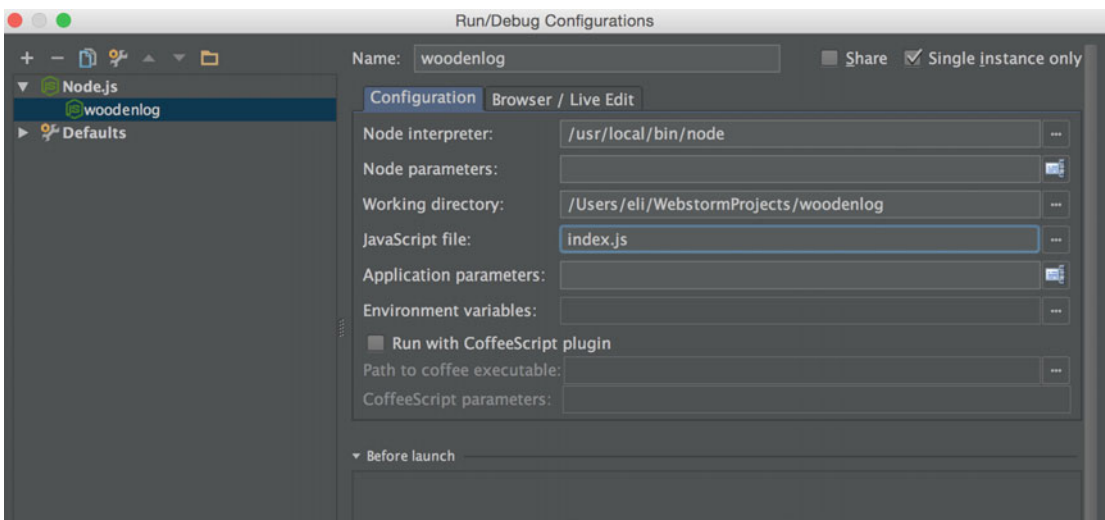 Run/Debug Configurations
Name: woodenlog Share Single instance only
Node.js
woodenlog
Defaults
Configuration Browser / Live Edit
Node interpreter: /usr/local/bin/node
Node parameters:
Working directory: /Users/eli/WebstormProjects/woodenlog
JavaScript file: index.js
Application parameters:
Environment variables:
Run with CoffeeScript plugin
Path to coffee executable:
CoffeeScript parameters:
Before launch